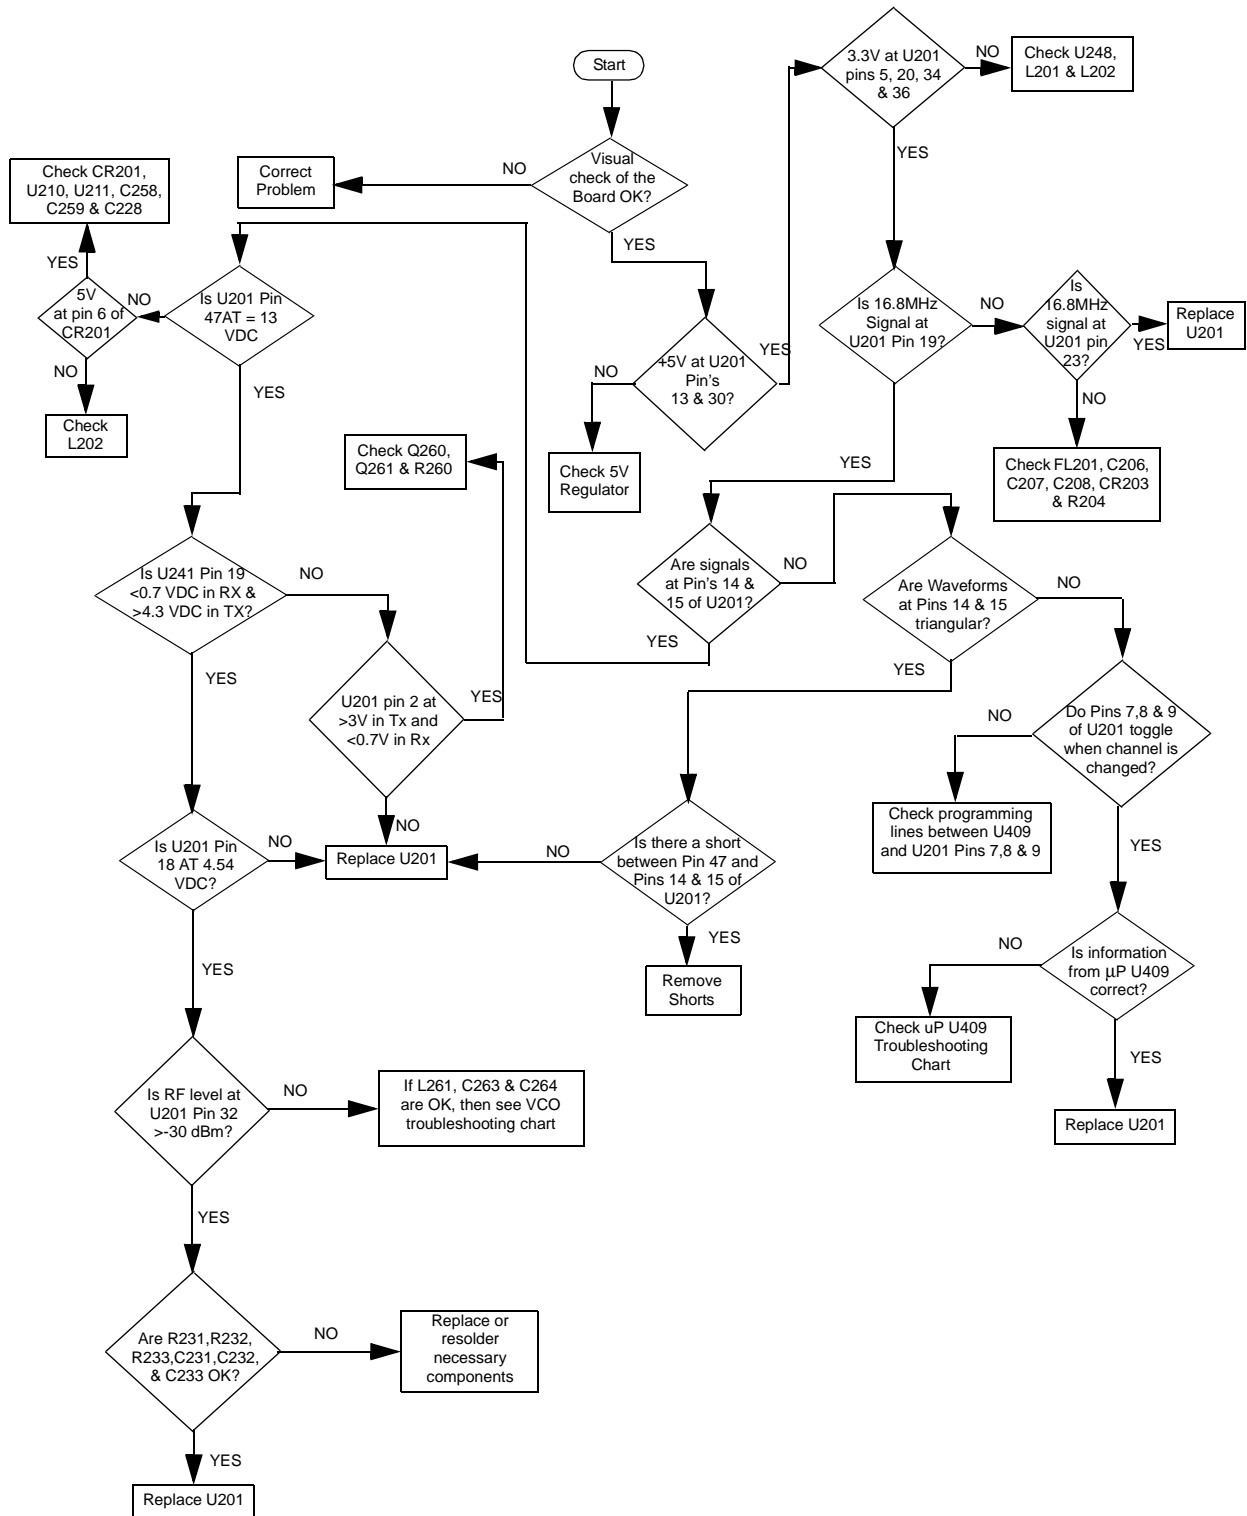 Start
3.3V at U201
pins 5, 20, 34
& 36
NO
Check U248,
L201 & L202
YES
Visual
check of the
Board OK?
NO
Correct
Problem
YES
Check CR201,
U210, U211, C258,
C259 & C228
YES
5V
at pin 6 of
CR201
NO
Is U201 Pin
47AT = 13
VDC
NO
Check
L202
YES
+5V at U201
Pin's
13 & 30?
YES
NO
Check 5V
Regulator
Is 16.8MHz
Signal at
U201 Pin 19?
NO
Is
16.8MHz
signal at
U201 pin
23?
YES
Replace
U201
NO
Check FL201, C206,
C207, C208, CR203
& R204
YES
Check Q260,
Q261 & R260
Are signals
at Pin's 14 &
15 of U201?
NO
YES
Are Waveforms
at Pins 14 & 15
triangular?
NO
YES
Is U241 Pin 19
<0.7 VDC in RX &
>4.3 VDC in TX?
NO
YES
U201 pin 2 at
>3V in Tx and
<0.7V in Rx
YES
NO
Do Pins 7,8 & 9
of U201 toggle
when channel is
changed?
NO
Check programming
lines between U409
and U201 Pins 7,8 & 9
YES
Is U201 Pin
18 AT 4.54
VDC?
NO
Replace U201
NO
Is there a short
between Pin 47 and
Pins 14 & 15 of
U201?
YES
Remove
Shorts
YES
Is information
from µP U409
correct?
NO
Check uP U409
Troubleshooting
Chart
YES
Replace U201
Is RF level at
U201 Pin 32
>-30 dBm?
NO
If L261, C263 & C264
are OK, then see VCO
troubleshooting chart
YES
Are R231,R232,
R233,C231,C232,
& C233 OK?
NO
Replace or
resolder
necessary
components
YES
Replace U201